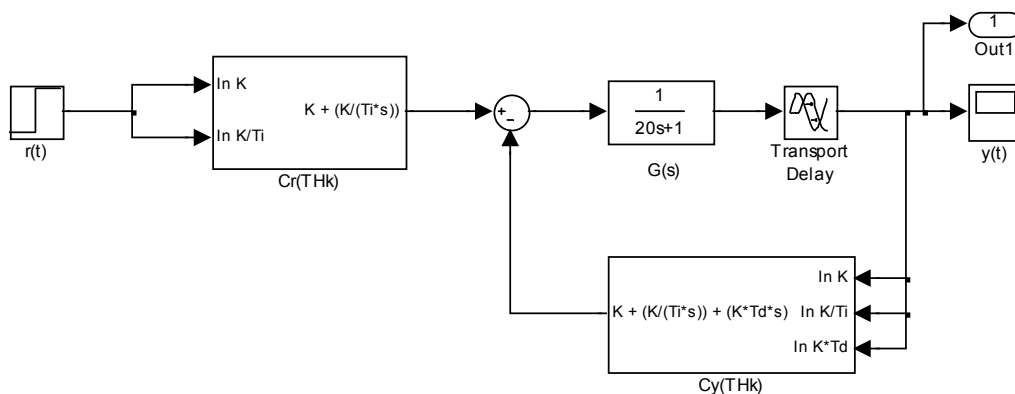 1
Out1
In K
K + (K/(Ti*s))
In K/Ti
r(t)
Cr(THk)
1
20s+1
G(s)
Transport
Delay
y(t)
In K
K + (K/(Ti*s)) + (K*Td*s)
In K/Ti
In K*Td
Cy(THk)